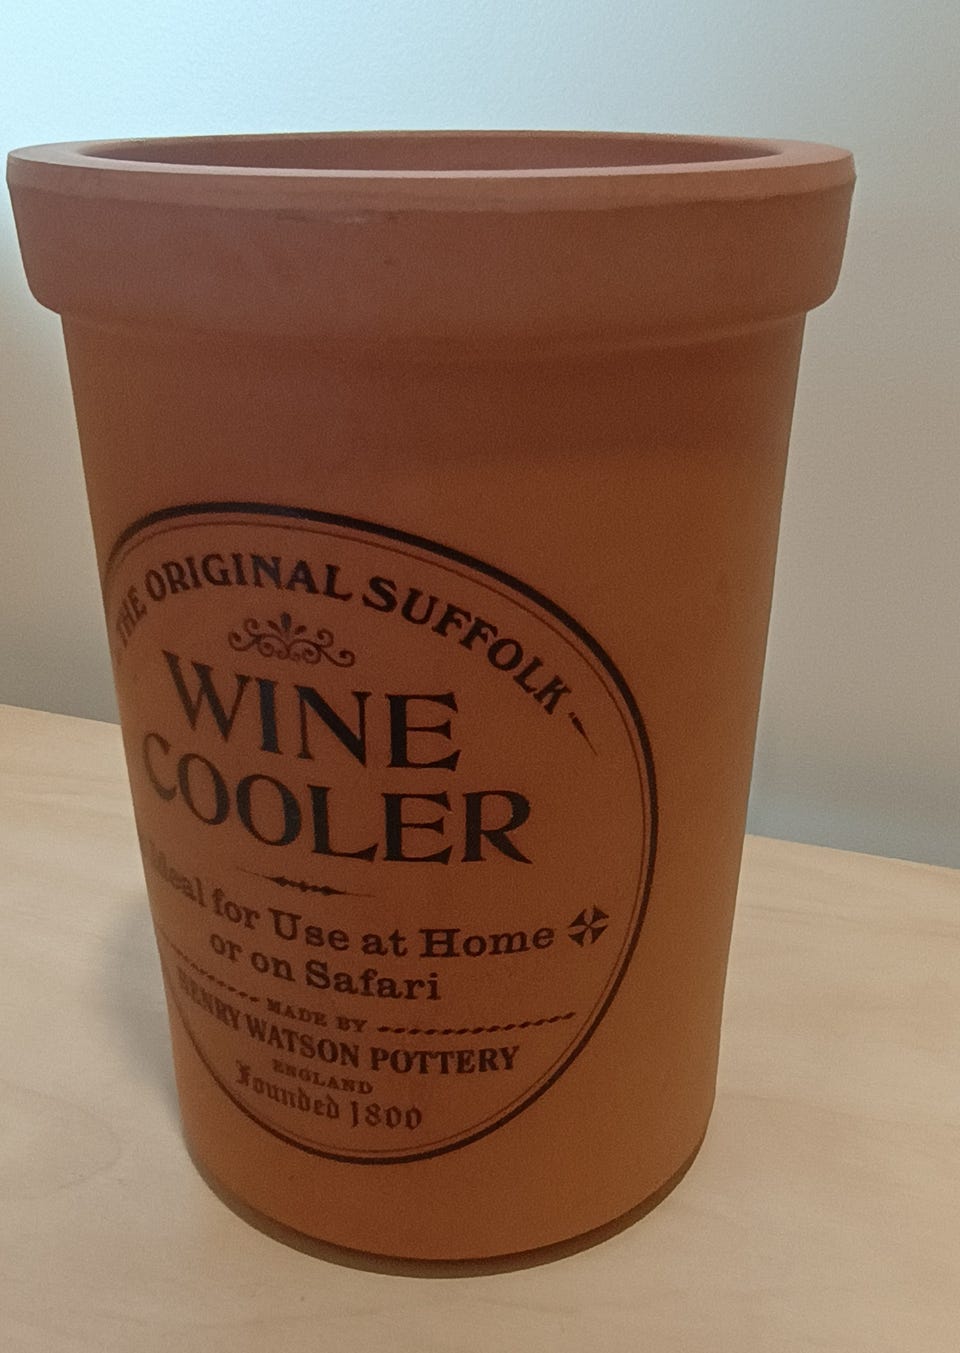 THE ORIGINAL SUFFOLK
WINE
COOLER
Ideal for Use at Home
or on Safari
MADE BY
HENRY WATSON POTTERY
ENGLAND
Founded 1800